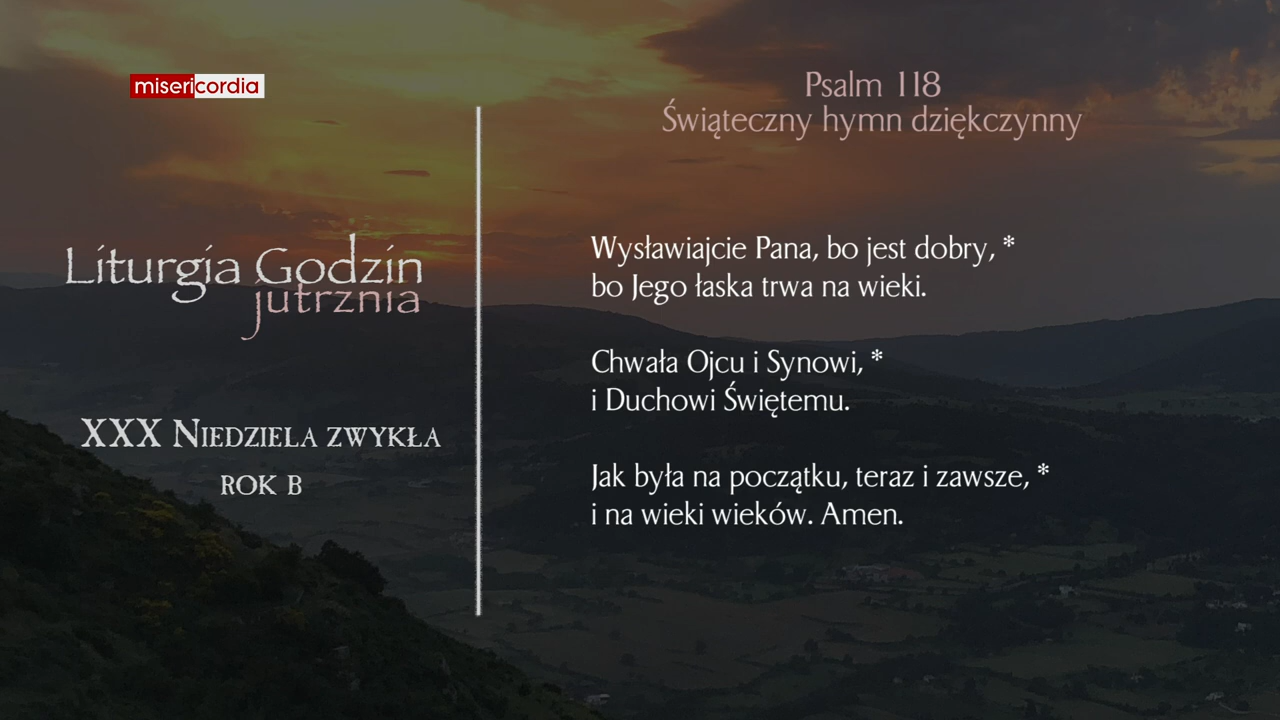 misericordia
Liturgia Godzin
jutrznia
XXX Niedziela zwykła
rok B
Psalm 118
Świąteczny hymn dziękczynny
Wysławiajcie Pana, bo jest dobry, *
bo Jego łaska trwa na wieki.
Chwała Ojcu i Synowi, *
i Duchowi Świętemu.
Jak była na początku, teraz i zawsze, *
i na wieki wieków. Amen.